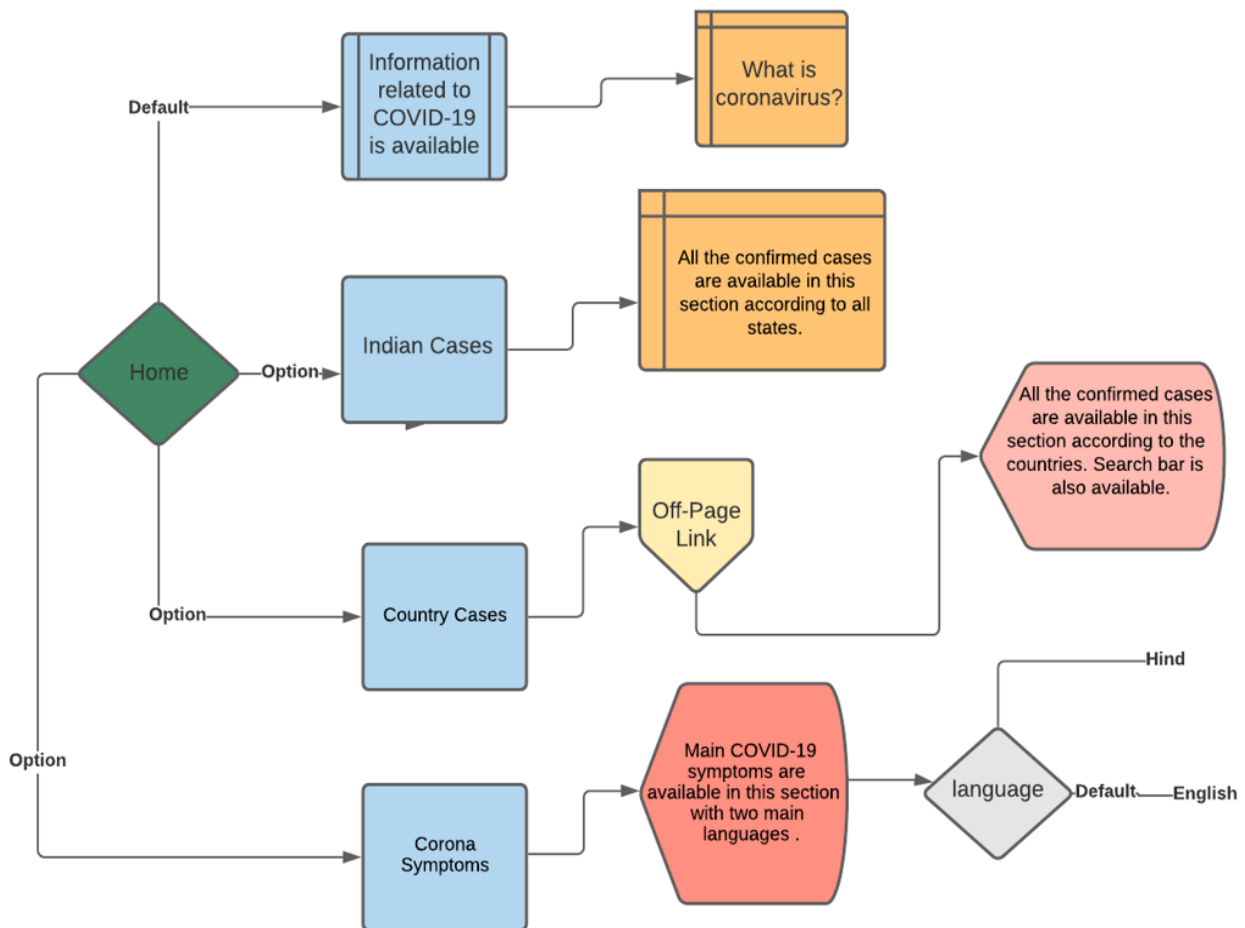 Default
Information
related to
COVID-19
is available
What is
coronavirus?
Home
Option
Indian Cases
All the confirmed cases
are available in this
section according to all
states.
Option
Country Cases
Off-Page
Link
All the confirmed cases
are available in this
section according to the
countries. Search bar is
also available.
Option
Corona
Symptoms
Main COVID-19
symptoms are
available in this section
with two main
languages .
language
Hind
Default
English